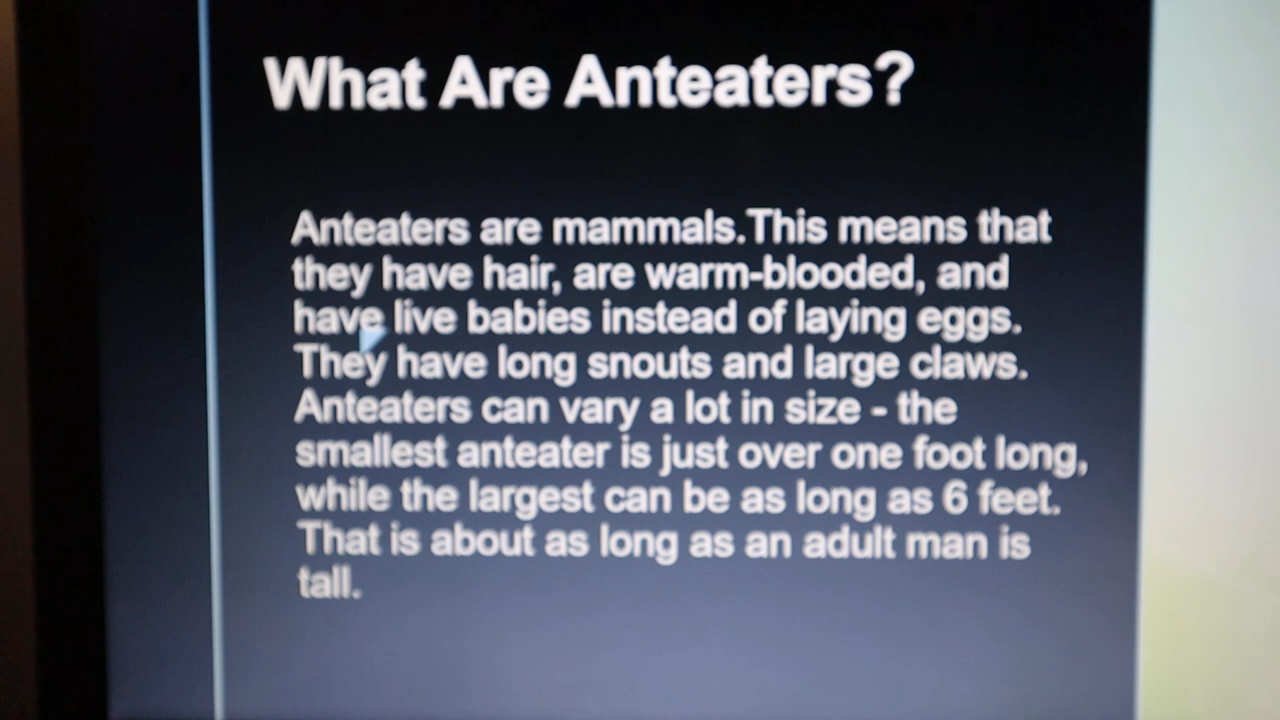 What Are Anteaters?
Anteaters are mammals.This means that
they have hair, are warm-blooded, and
have live babies instead of laying eggs.
They have long snouts and large claws.
Anteaters can vary a lot in size - the
smallest anteater is just over one foot long,
while the largest can be as long as 6 feet.
That is about as long as an adult man is
tall.